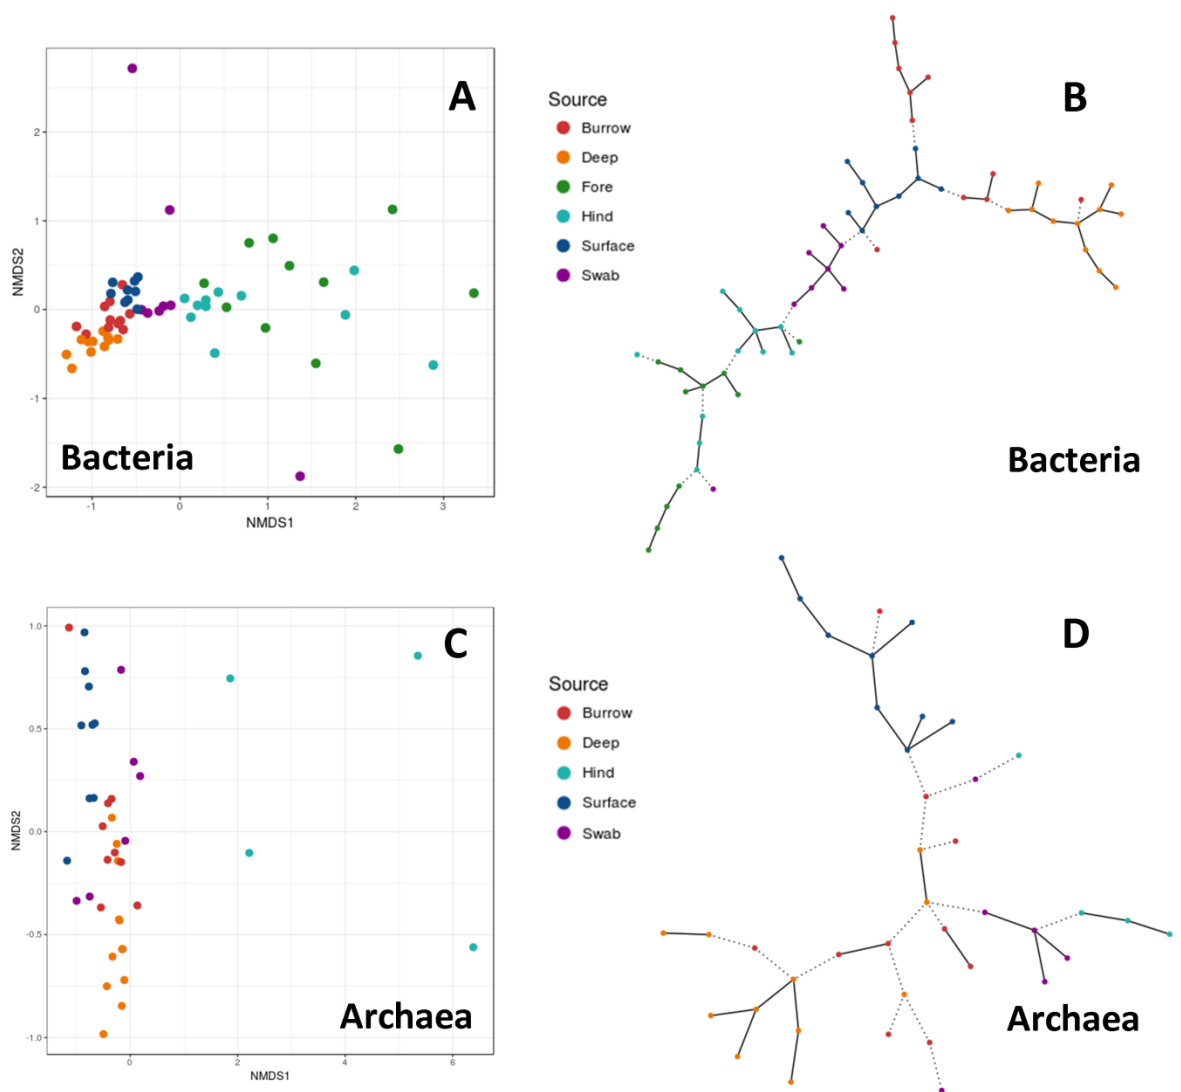 A
NMDS2
2
1
0
-1
-2
Bacteria
-1
0
1
2
3
NMDS1
Source
Burrow
Deep
Fore
Hind
Surface
Swab
B
Bacteria
C
NMDS2
1.0
0.5
0.0
-0.5
-1.0
Archaea
0
2
4
6
NMDS1
Source
Burrow
Deep
Hind
Surface
Swab
D
Archaea